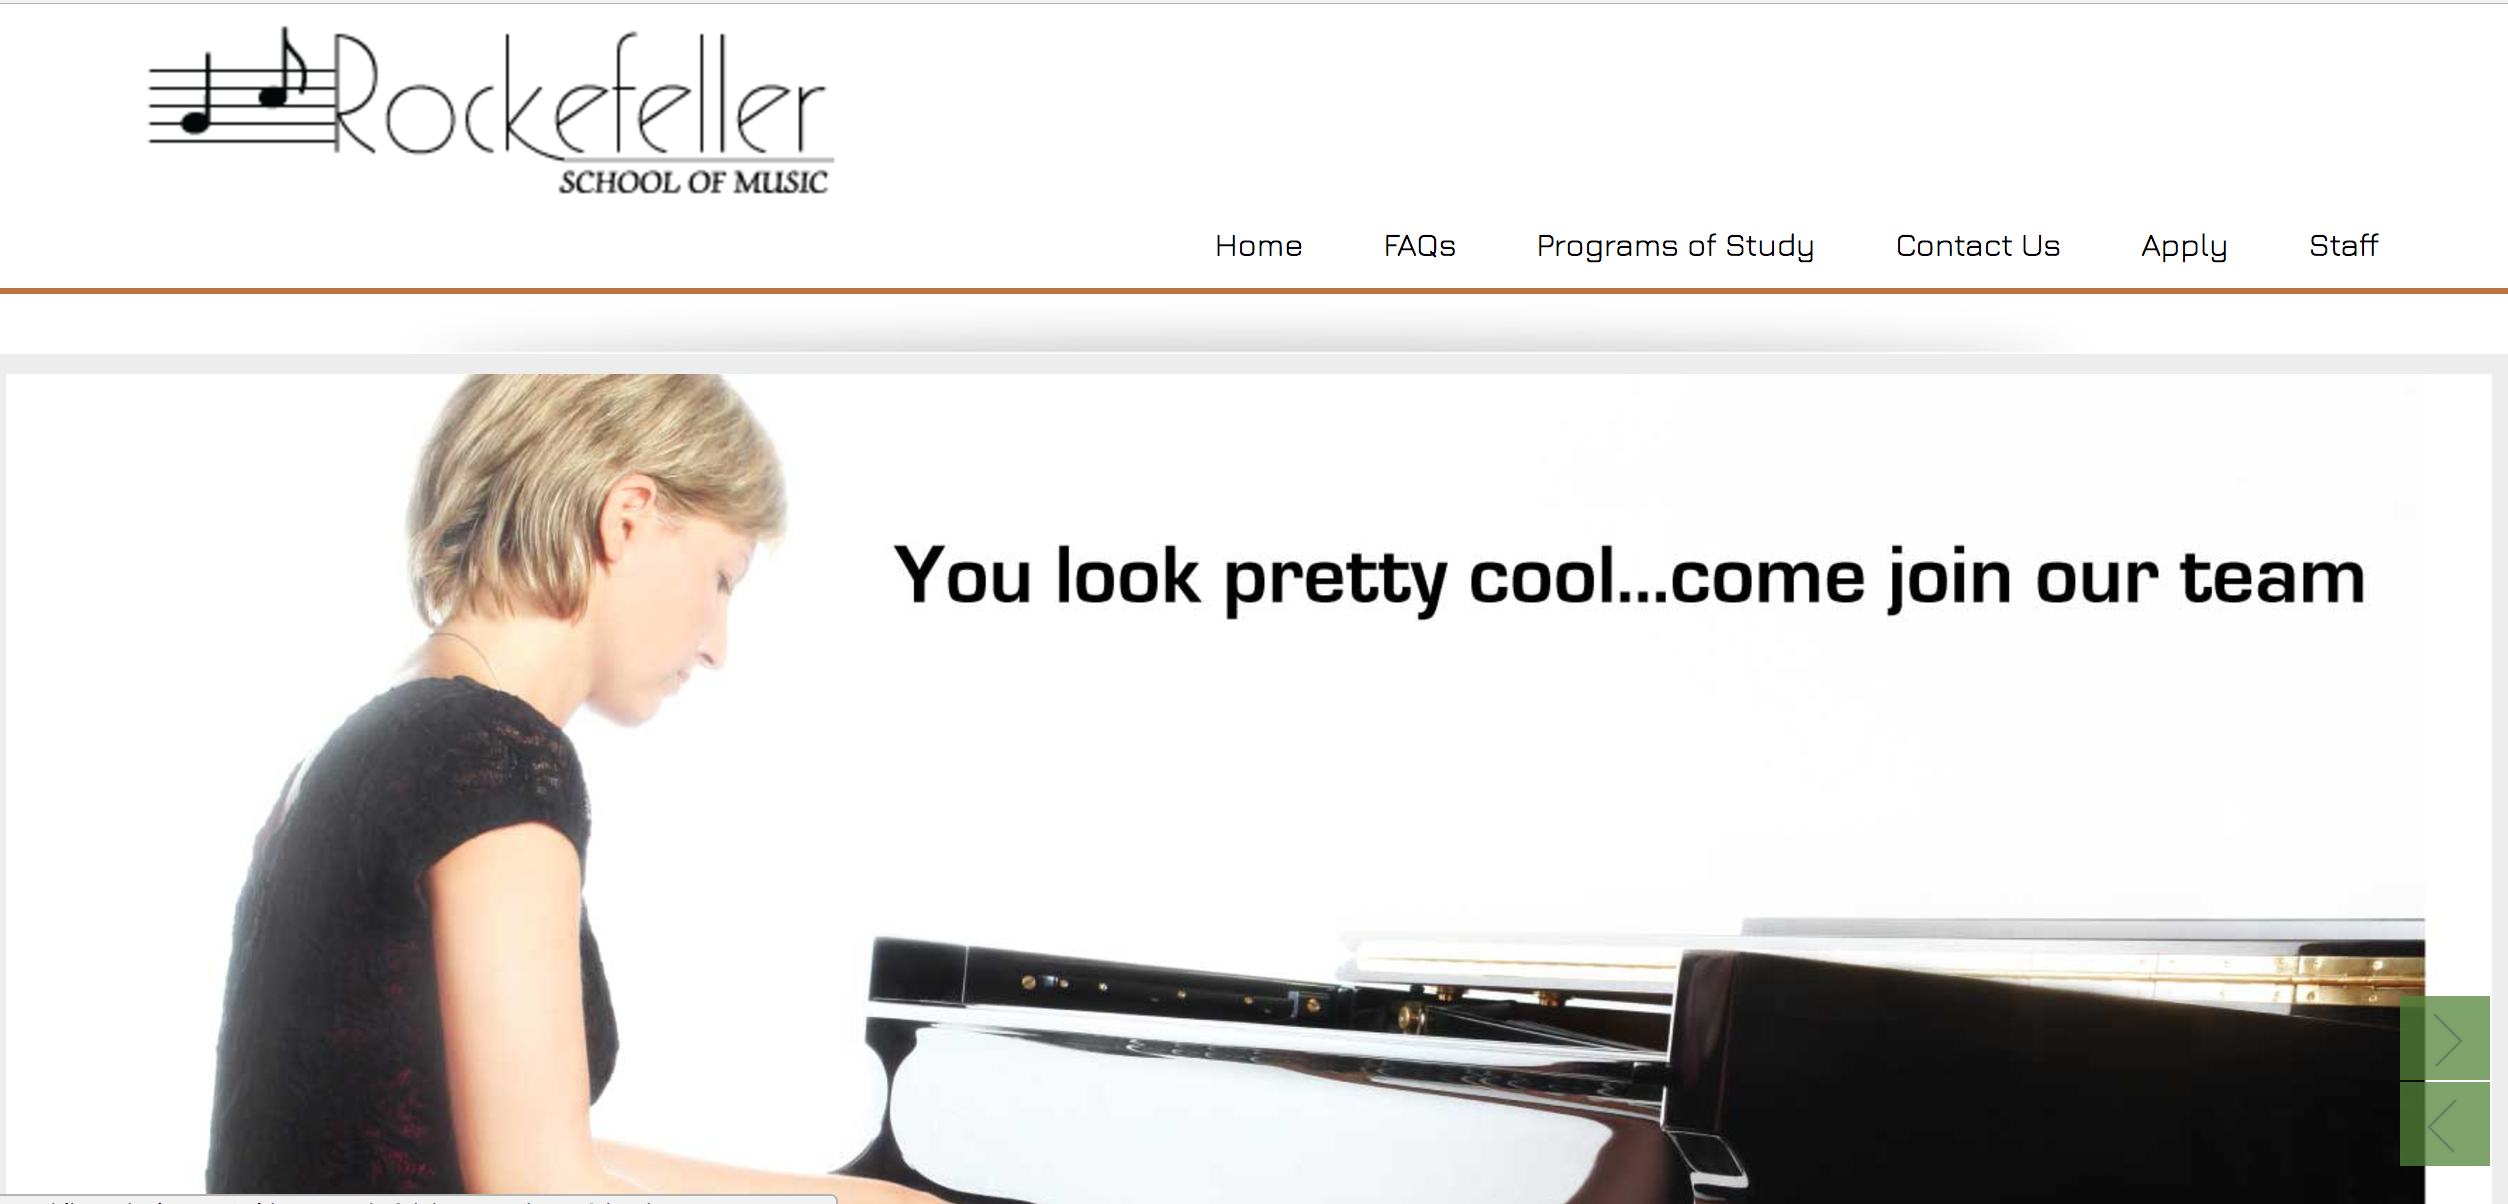 Rockefeller
SCHOOL OF MUSIC
Home FAQs Programs of Study Contact Us Apply Staff
You look pretty cool...come join our team